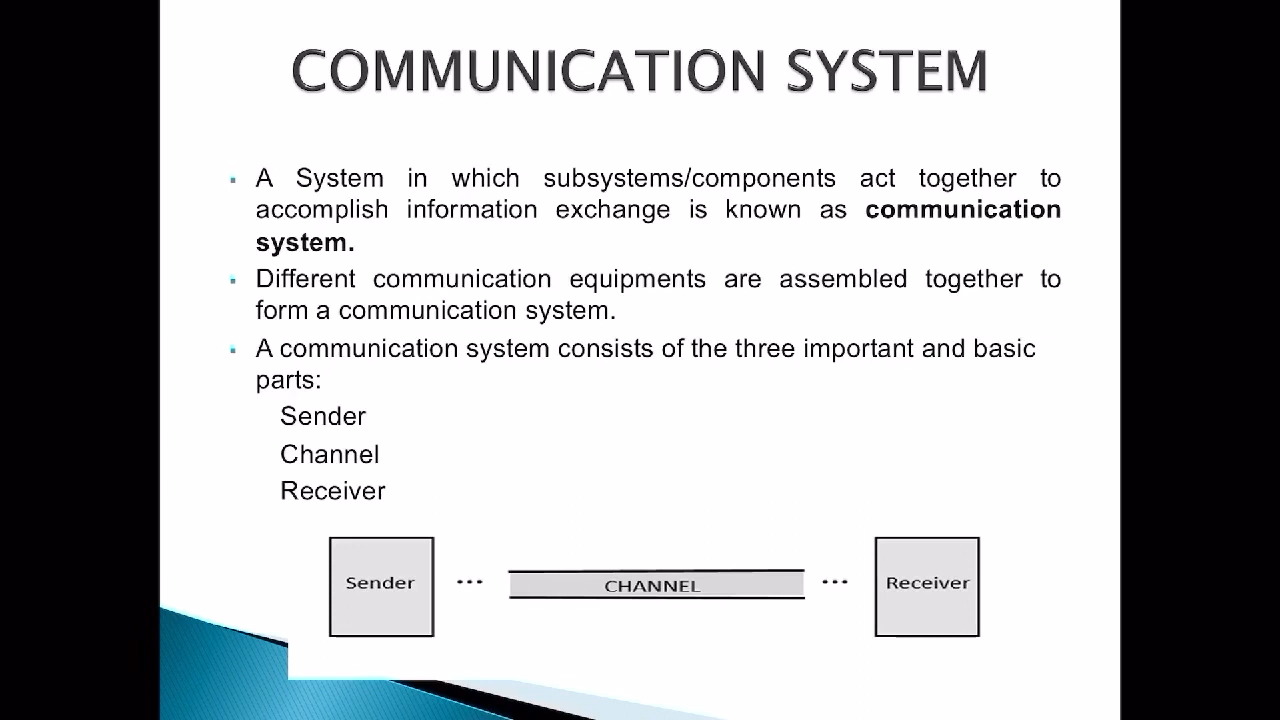 COMMUNICATION SYSTEM
A System in which subsystems/components act together to
accomplish information exchange is known as communication
system.
Different communication equipments are assembled together to
form a communication system.
A communication system consists of the three important and basic
parts:
Sender
Channel
Receiver
Sender ... CHANNEL ... Receiver